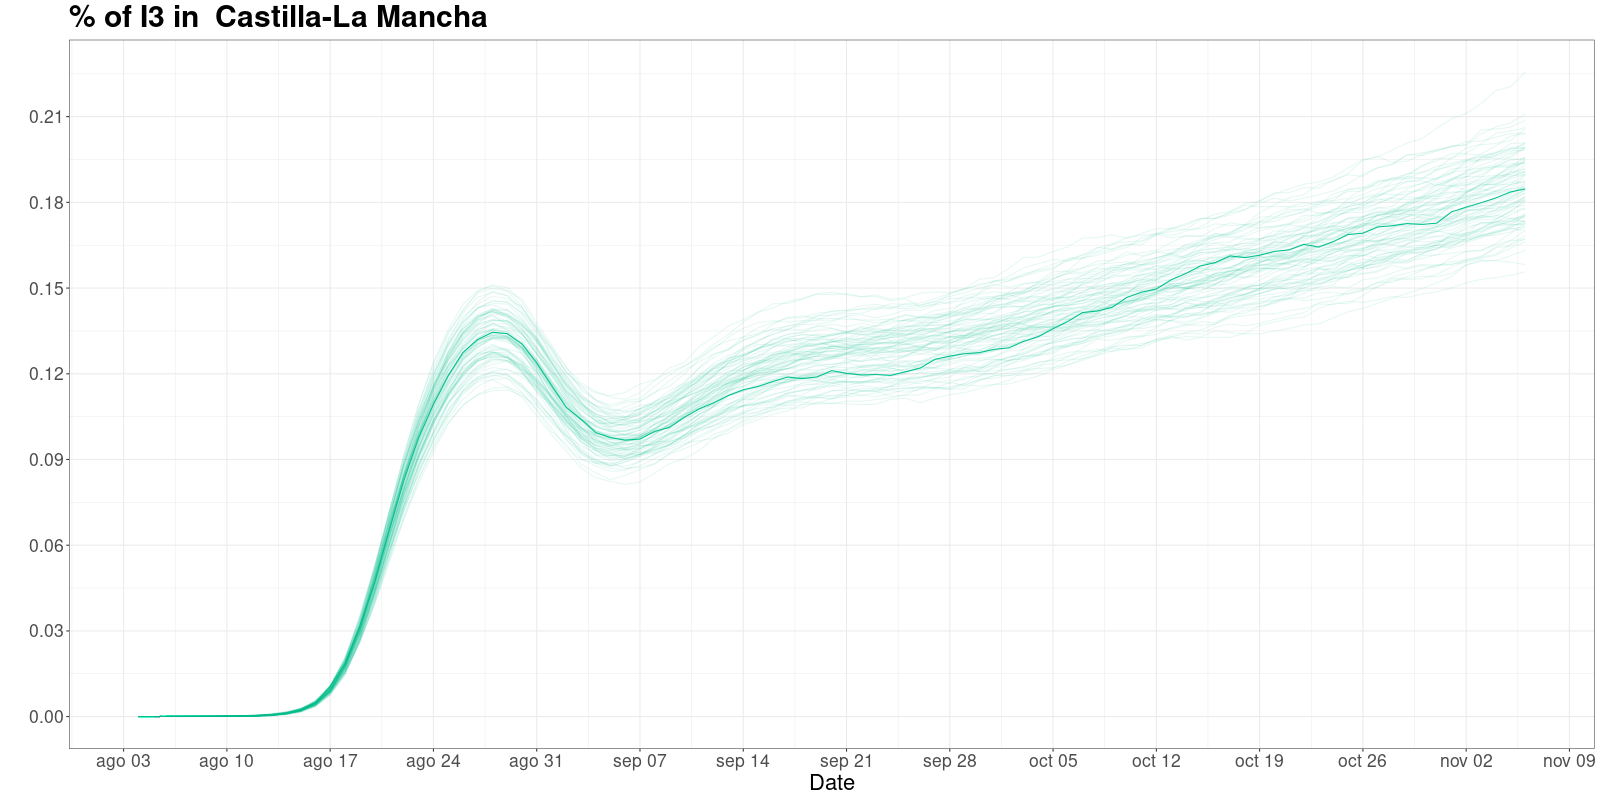 % of I3 in  Castilla-La Mancha
0.21
0.18
0.15
0.12
0.09
0.06
0.03
0.00
ago 03 ago 10 ago 17 ago 24 ago 31 sep 07 sep 14 sep 21 sep 28 oct 05 oct 12 oct 19 oct 26 nov 02 nov 09
Date